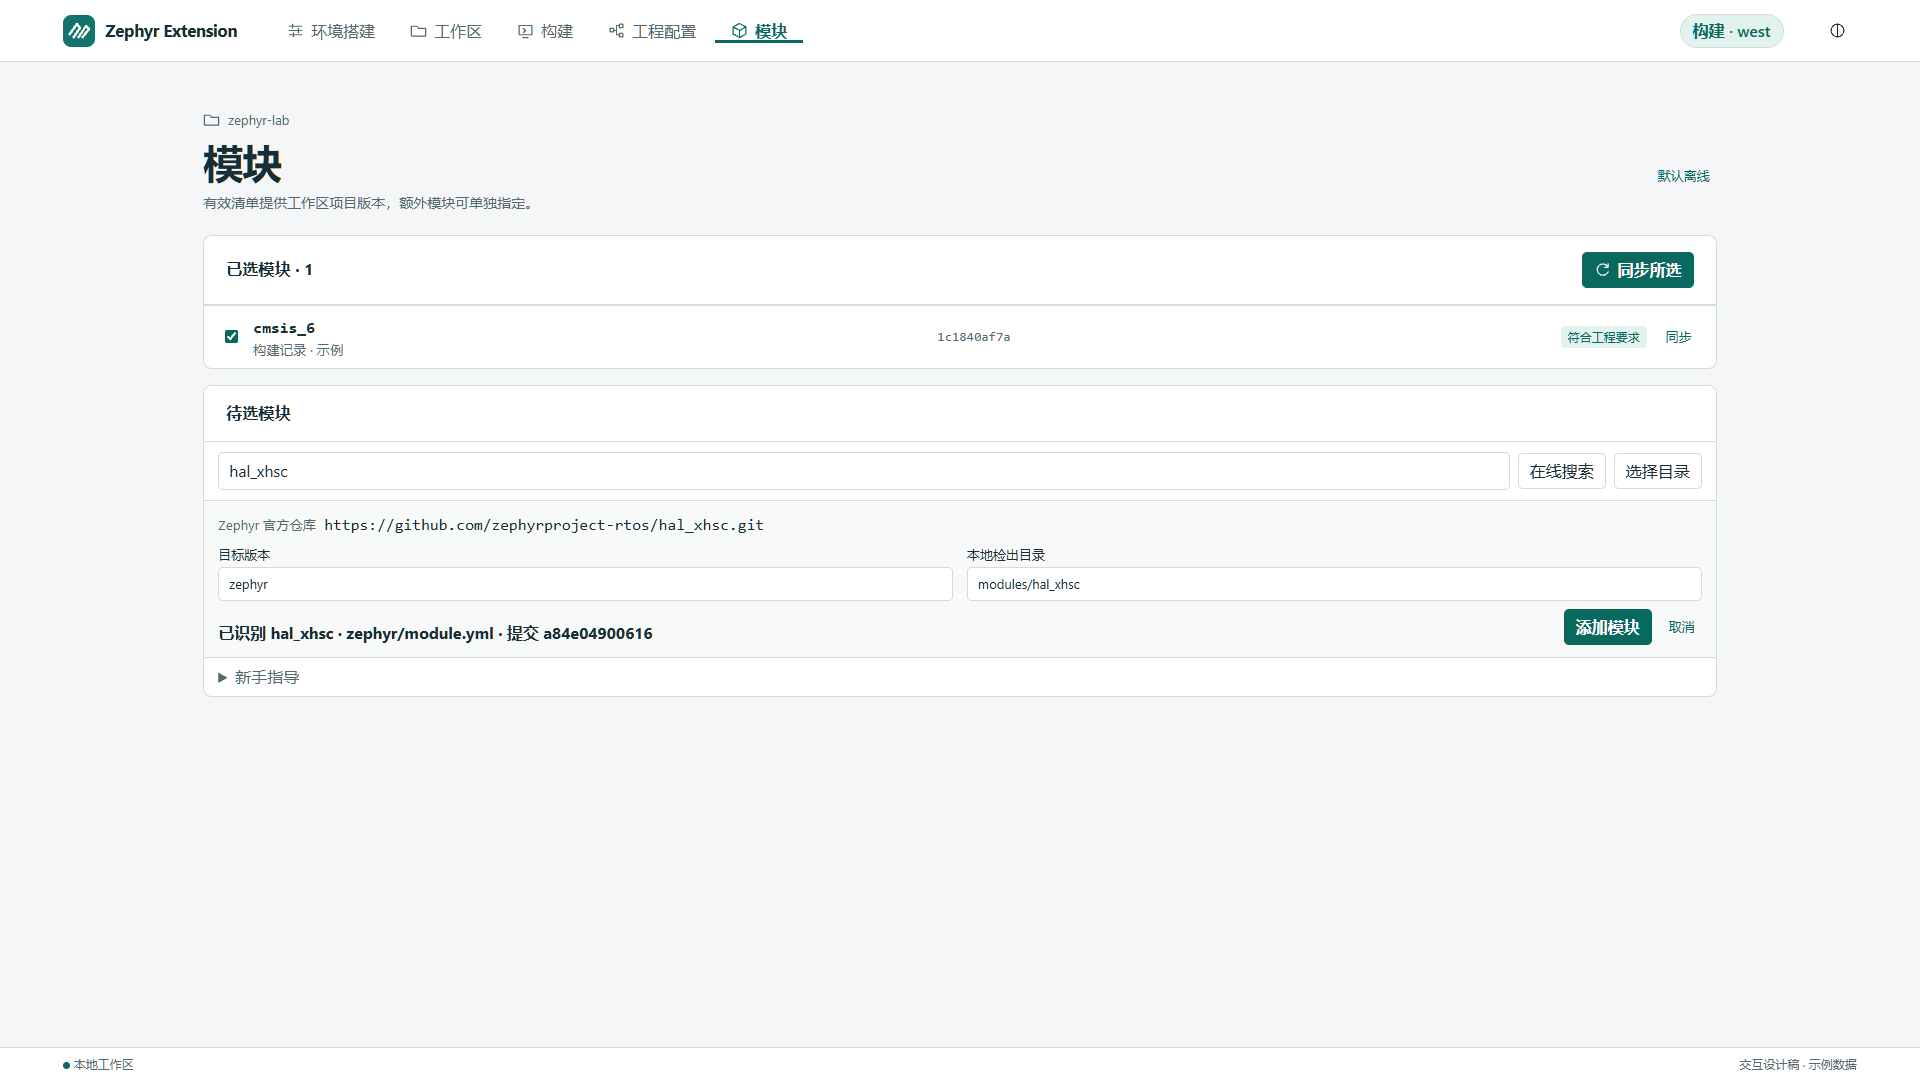 Zephyr Extension 环境搭建 工作区 构建 工程配置 模块 构建 · west
zephyr-lab
模块
默认离线
有效清单提供工作区项目版本，额外模块可单独指定。
已选模块 · 1 同步所选
cmsis_6
构建记录 · 示例
1c1840af7a
符合工程要求 同步
待选模块
hal_xhsc 在线搜索 选择目录
Zephyr 官方仓库 https://github.com/zephyrproject-rtos/hal_xhsc.git
目标版本 本地检出目录
zephyr modules/hal_xhsc
已识别 hal_xhsc · zephyr/module.yml · 提交 a84e04900616 添加模块 取消
新手指导
本地工作区 交互设计稿 · 示例数据